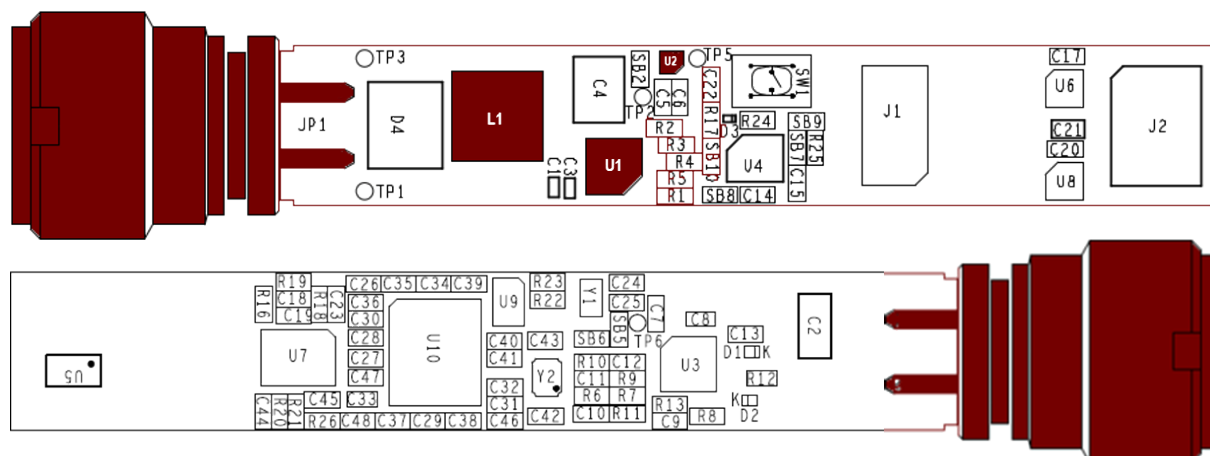 TP3
JP1
TP1
D4
L1
C1
C3
C4
SB2
TP2
U1
U2
TP5
C5
C6
R2
R3
R4
R5
R1
C22
R17
SB10
SB8
C14
D3
R24
U4
SW1
SB9
SB7
R25
C15
J1
C17
U6
C21
C20
U8
J2
U5
R16
R19
C18
C19
R18
C23
U7
C44
R20
R21
C45
R26
C26
C35
C34
C39
C36
C30
C28
C27
C47
C33
C48
C37
C29
C38
U10
U9
C40
C41
C32
C31
C46
R23
R22
C43
Y2
C42
Y1
SB6
C24
C25
SB5
TP6
C7
R10
C12
C11
R9
R6
R7
C10
R11
C8
U3
R13
C9
R8
C13
D1
K
R12
K
D2
C2